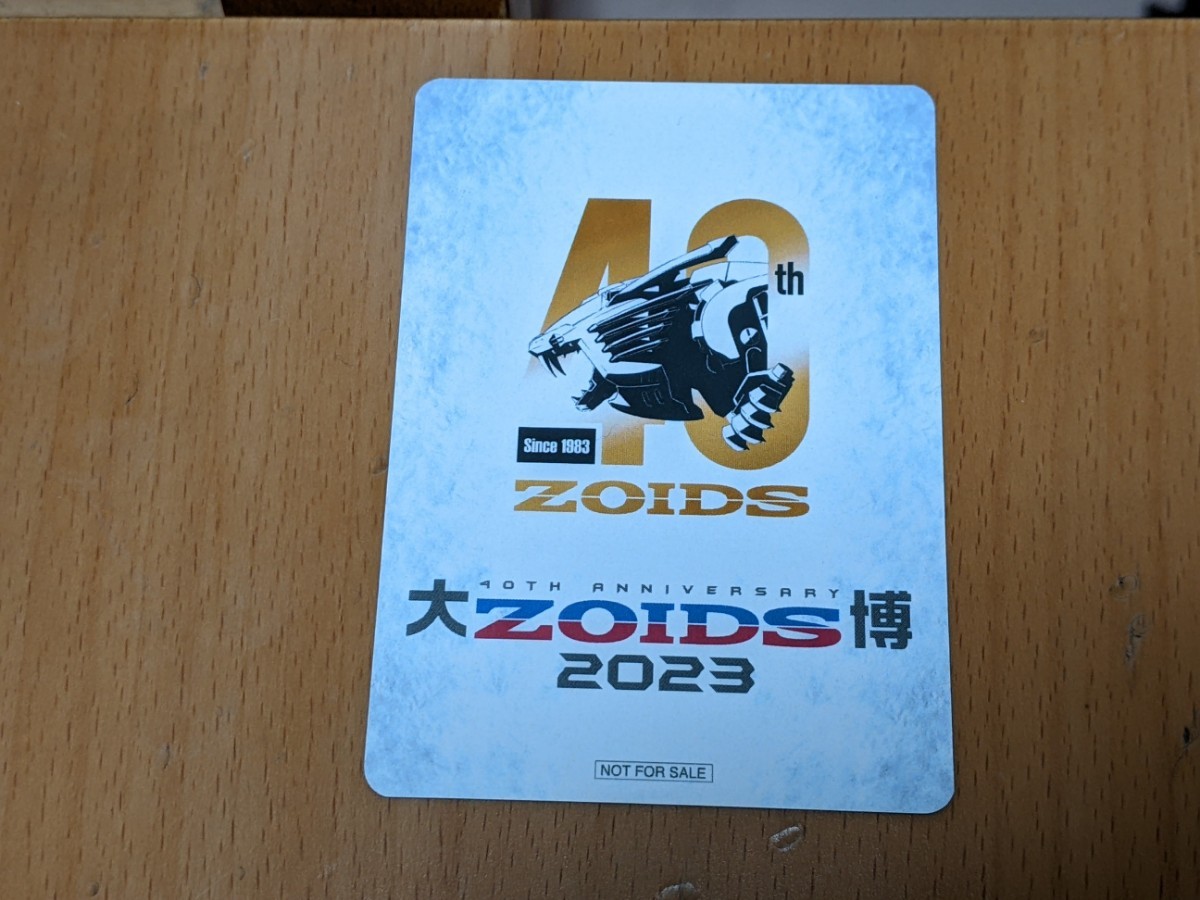 40th
Since 1983
ZOIDS
40TH ANNIVERSARY
大ZOIDS博
2023
NOT FOR SALE